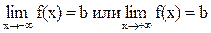 lim f(x) = b или lim f(x) = b
x→-∞ x→+∞